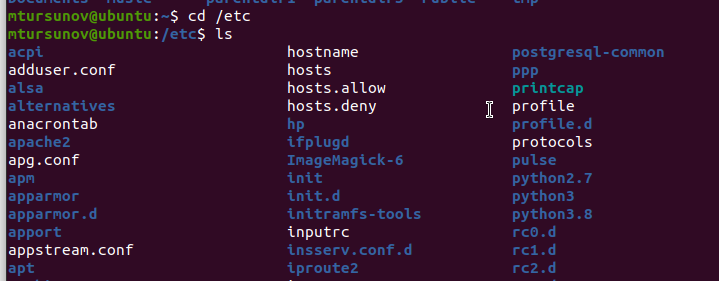 mtursunov@ubuntu:~$ cd /etc
mtursunov@ubuntu:/etc$ ls
acpi hostname postgresql-common
adduser.conf hosts ppp
alsa hosts.allow printcap
alternatives hosts.deny profile
anacrontab hp profile.d
apache2 ifplugd protocols
apg.conf ImageMagick-6 pulse
apm init python2.7
apparmor init.d python3
apparmor.d initramfs-tools python3.8
apport inputrc rc0.d
appstream.conf insserv.conf.d rc1.d
apt iproute2 rc2.d